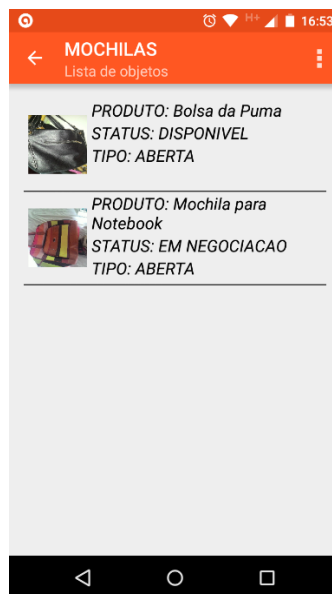 H+ 16:53
MOCHILAS
Lista de objetos
PRODUTO: Bolsa da Puma
STATUS: DISPONIVEL
TIPO: ABERTA
PRODUTO: Mochila para
Notebook
STATUS: EM NEGOCIACAO
TIPO: ABERTA